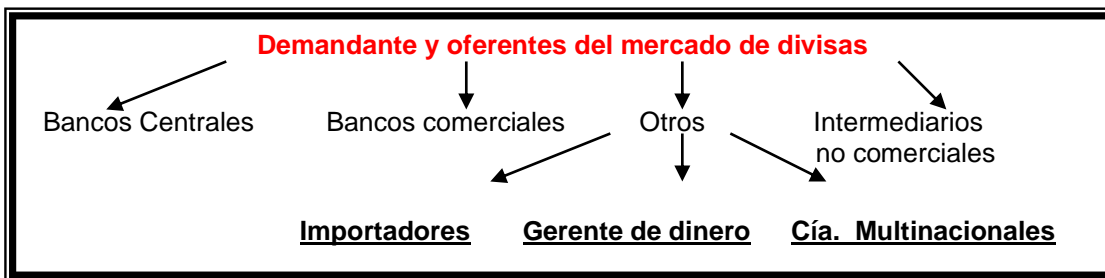 Demandante y oferentes del mercado de divisas
Bancos Centrales Bancos comerciales Otros Intermediarios
no comerciales
Importadores Gerente de dinero Cía. Multinacionales